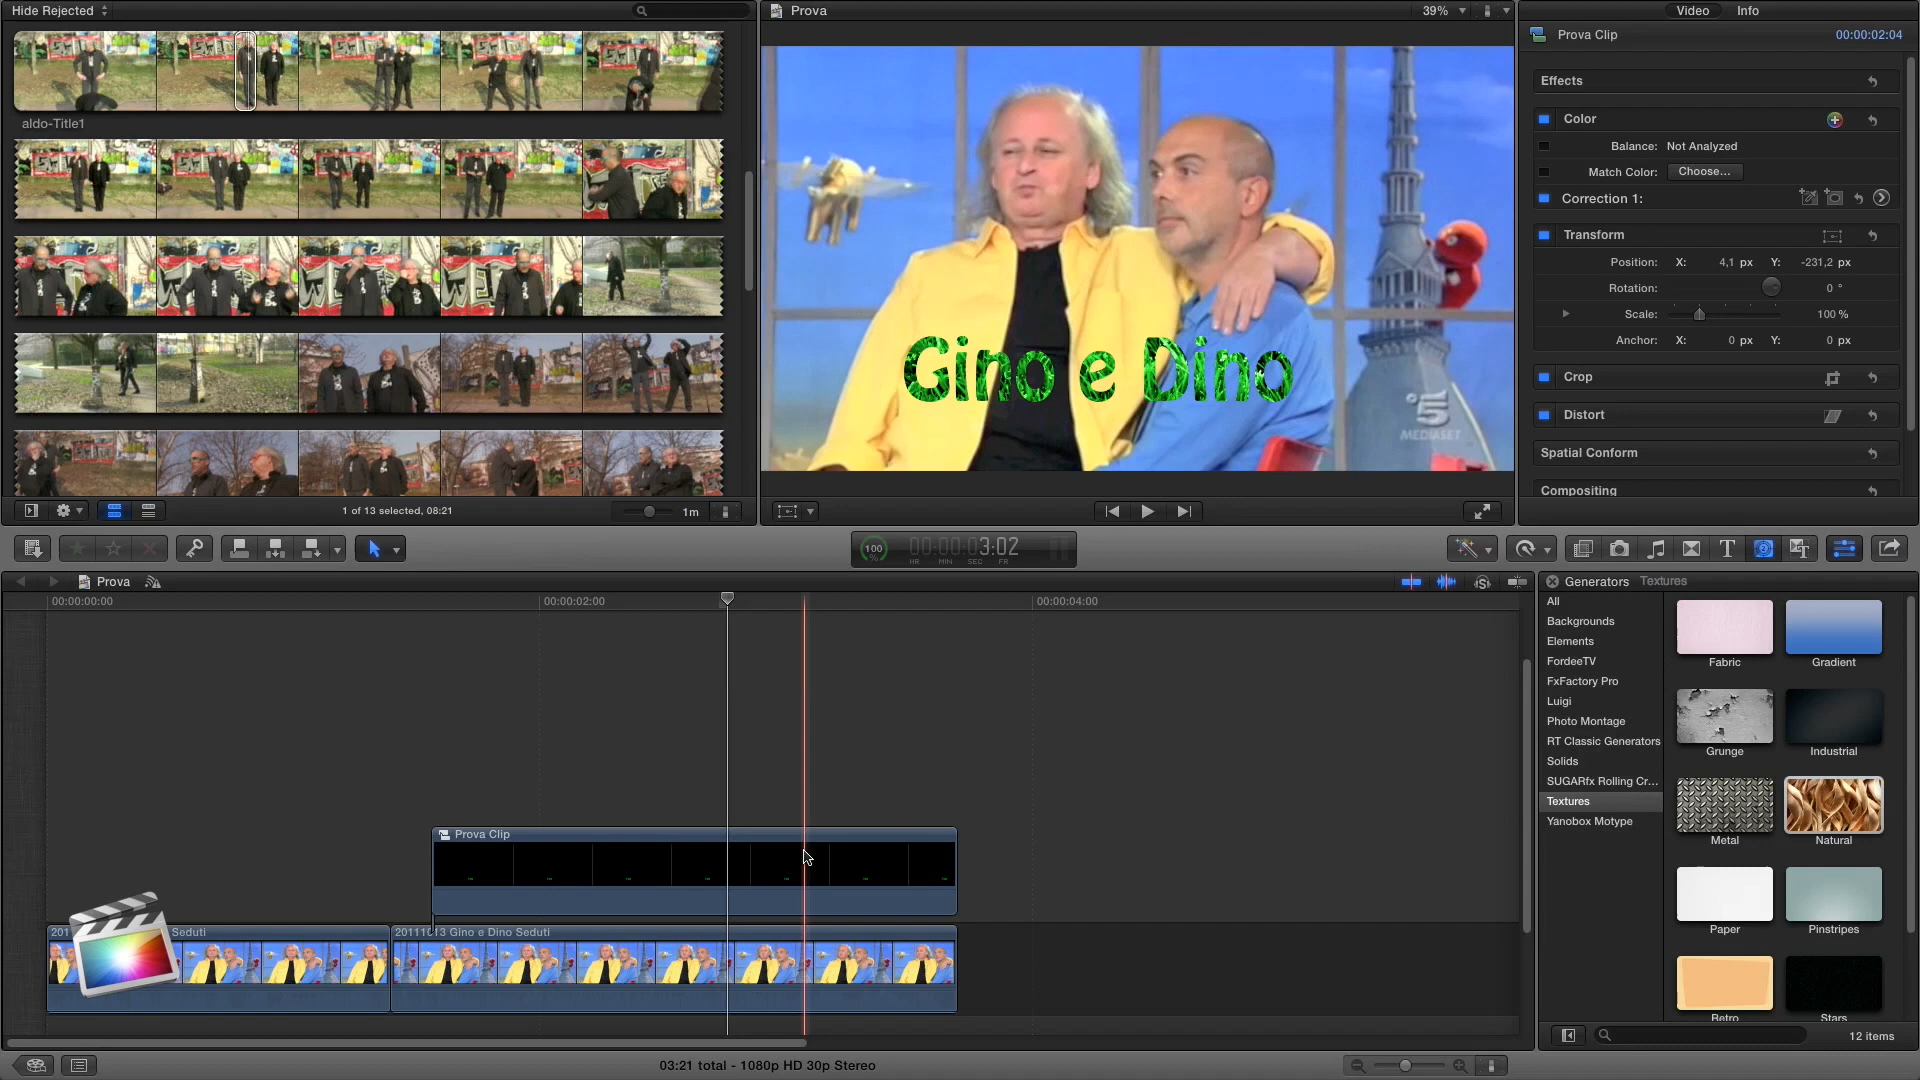 Hide Rejected
aldo-Title1
1 of 13 selected, 08:21
1m
Prova
39%
Gino e Dino
5
MEDIASET
Video
Info
Prova Clip
00:00:02:04
Effects
Color
Balance: Not Analyzed
Match Color: Choose...
Correction 1:
Transform
Position: X: 4,1 px Y: -231,2 px
Rotation: 0 °
Scale: 100 %
Anchor: X: 0 px Y: 0 px
Crop
Distort
Spatial Conform
Compositing
100 %
00:00:03:02
HR MIN SEC FR
Prova
00:00:00:00
00:00:02:00
00:00:04:00
Prova Clip
201 Seduti
20111013 Gino e Dino Seduti
Generators Textures
All
Backgrounds
Elements
FordeeTV
FxFactory Pro
Luigi
Photo Montage
RT Classic Generators
Solids
SUGARfx Rolling Cr...
Textures
Yanobox Motype
Fabric
Gradient
Grunge
Industrial
Metal
Natural
Paper
Pinstripes
Retro
Stars
12 items
03:21 total - 1080p HD 30p Stereo